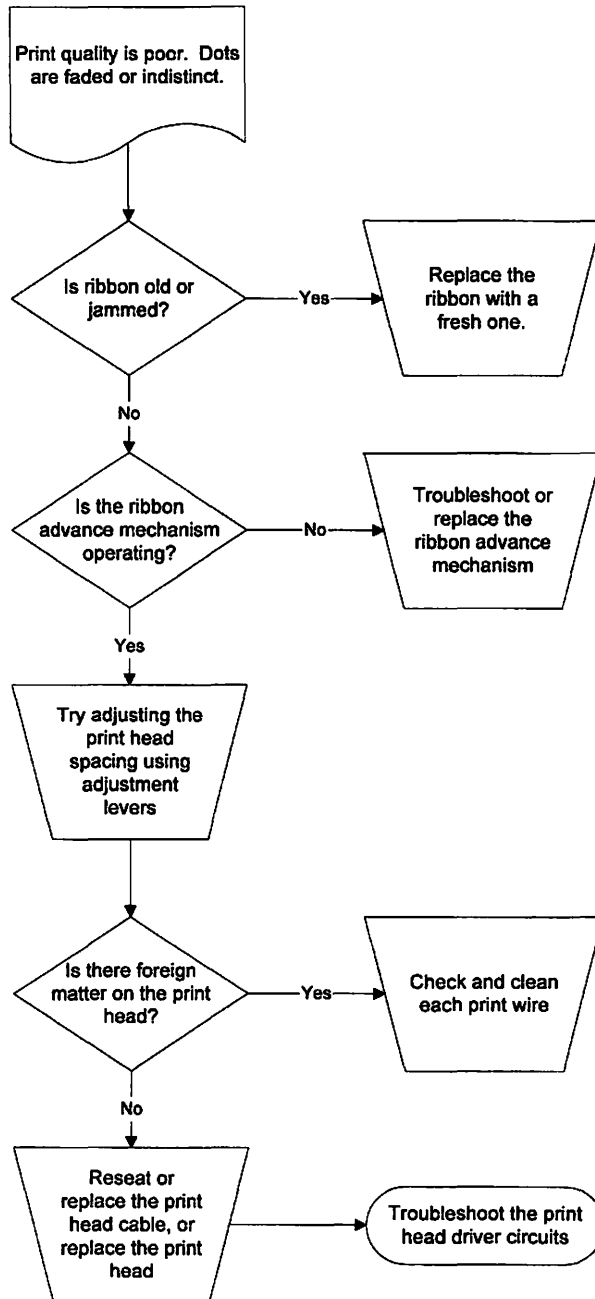 Print quality is poor.  Dots
are faded or indistinct.
Is ribbon old or
jammed?
Yes
Replace the
ribbon with a
fresh one.
No
Is the ribbon
advance mechanism
operating?
No
Troubleshoot or
replace the
ribbon advance
mechanism
Yes
Try adjusting the
print head
spacing using
adjustment
levers
Is there foreign
matter on the print
head?
Yes
Check and clean
each print wire
No
Reseat or
replace the print
head cable, or
replace the print
head
Troubleshoot the print
head driver circuits